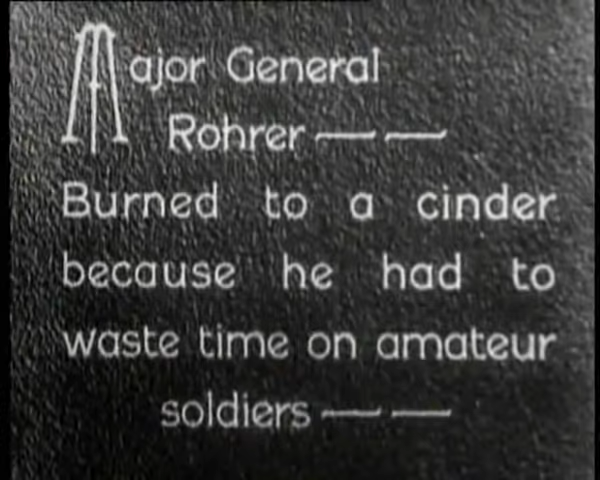 Major General
Rohrer — —
Burned to a cinder
because he had to
waste time on amateur
soldiers — —